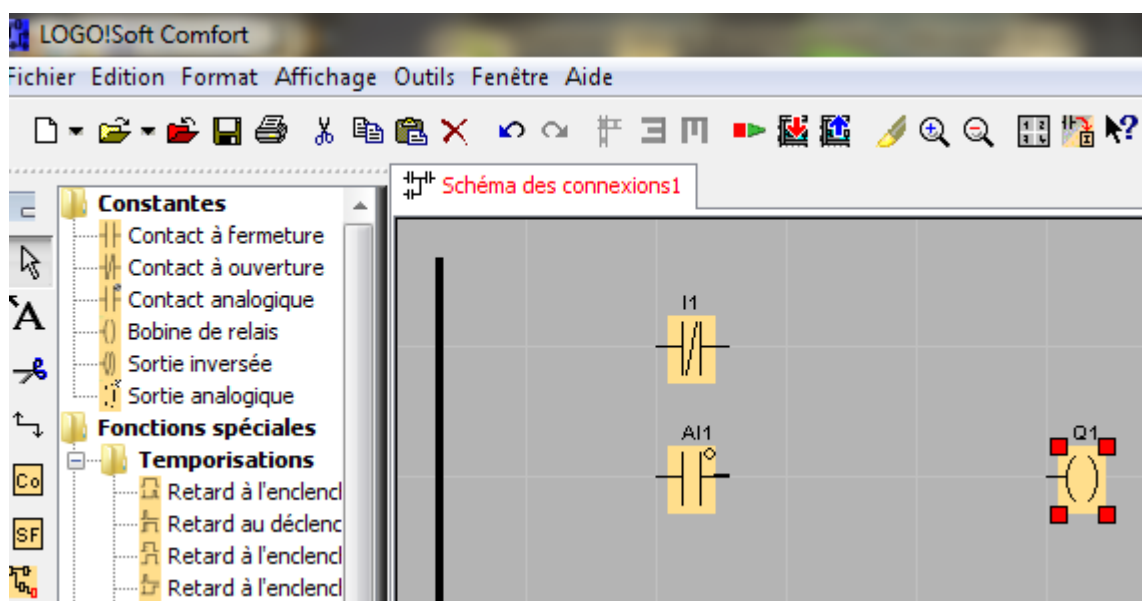 LOGO!Soft Comfort
Fichier Edition Format Affichage Outils Fenêtre Aide
Schéma des connexions1
Constantes
Contact à fermeture
Contact à ouverture
Contact analogique
Bobine de relais
Sortie inversée
Sortie analogique
Fonctions spéciales
Temporisations
Retard à l'enclencl
Retard au déclenc
Retard à l'enclencl
Retard à l'enclencl
A
Co
SF
I1
AI1
Q1